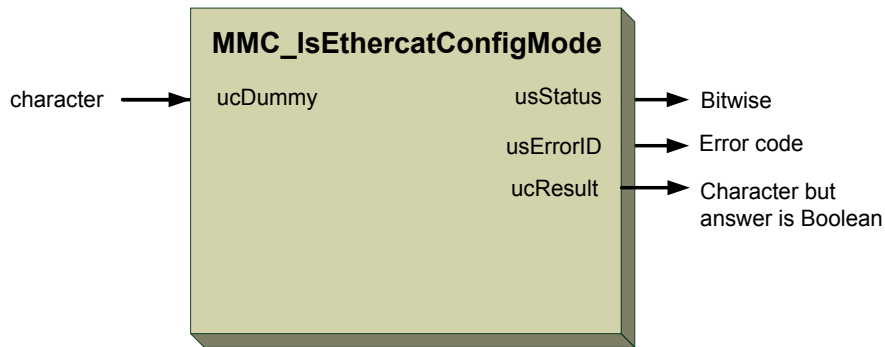 MMC_IsEthercatConfigMode
character
ucDummy
usStatus
Bitwise
usErrorID
Error code
ucResult
Character but
answer is Boolean